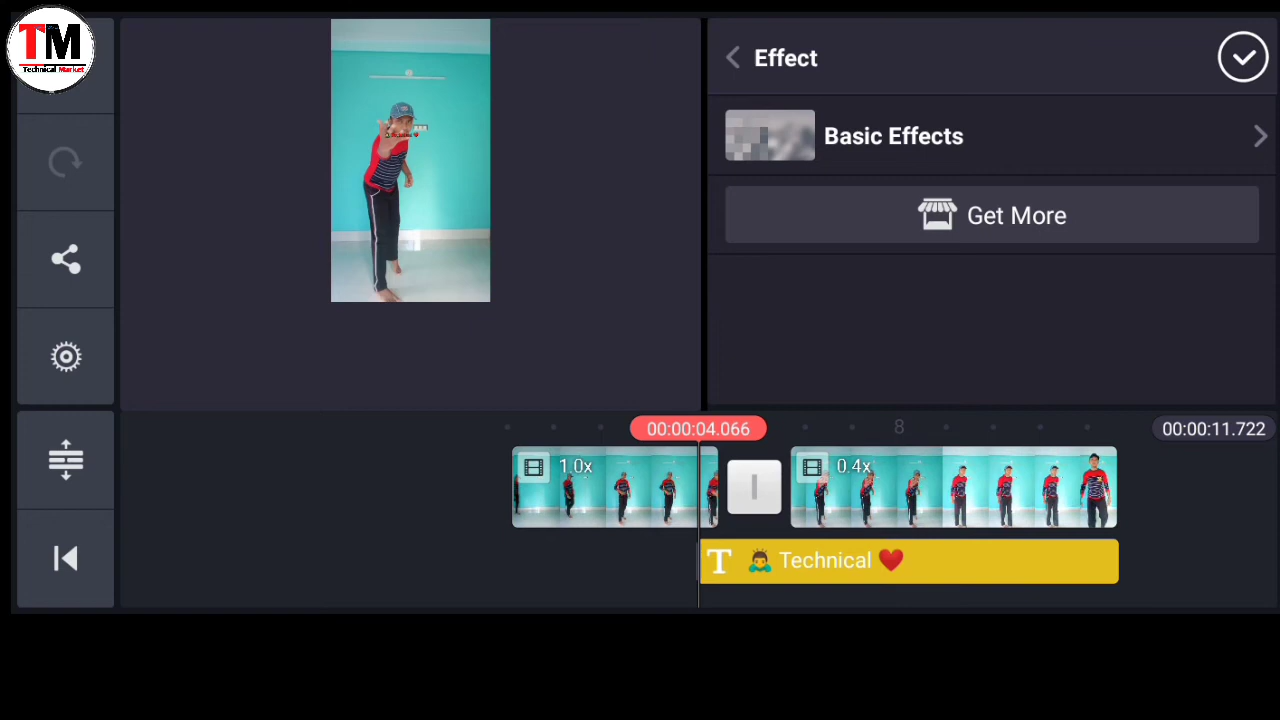 TM
Technical Market
Effect
Basic Effects
Get More
00:00:04.066
8
00:00:11.722
1.0x
0.4x
T 🙇‍♂️ Technical ❤️